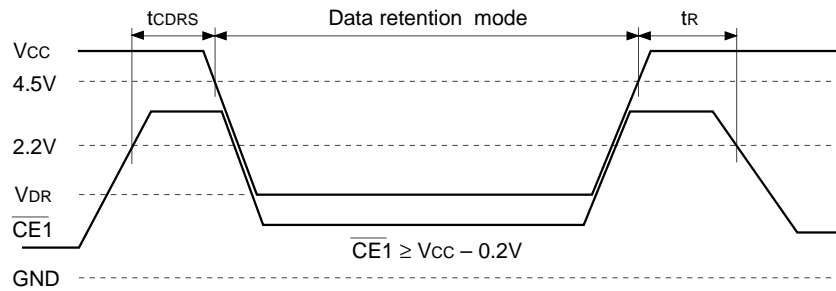 tCDRS Data retention mode tR
VCC
4.5V
2.2V
VDR
CE1
CE1 ≥ VCC – 0.2V
GND